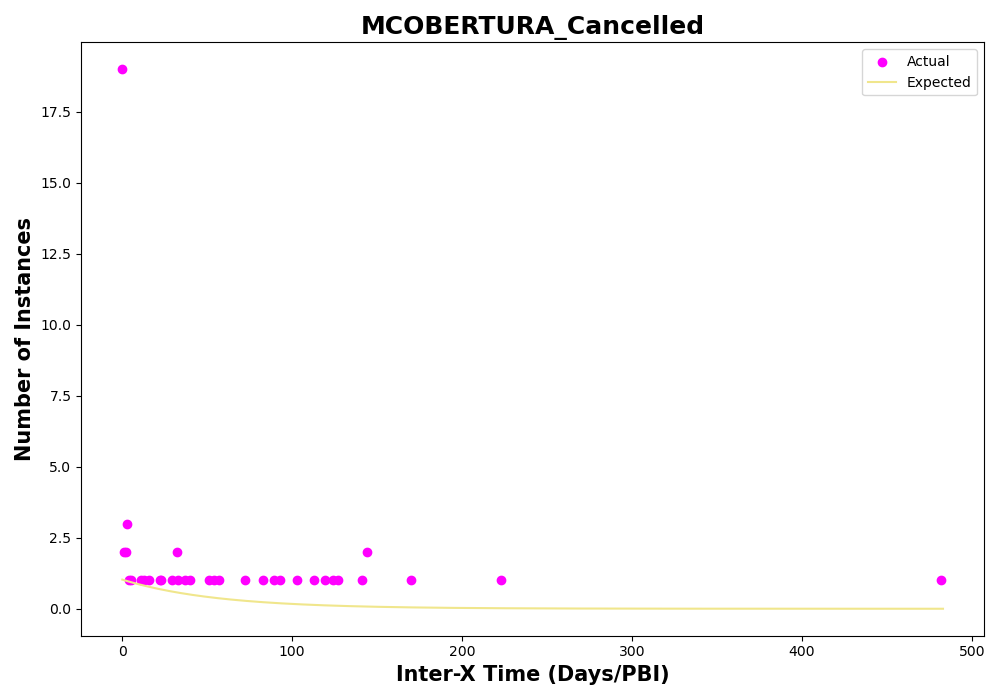 MCOBERTURA_Cancelled
Actual
Expected
17.5
15.0
12.5
10.0
7.5
5.0
2.5
0.0
Number of Instances
0
100
200
300
400
500
Inter-X Time (Days/PBI)